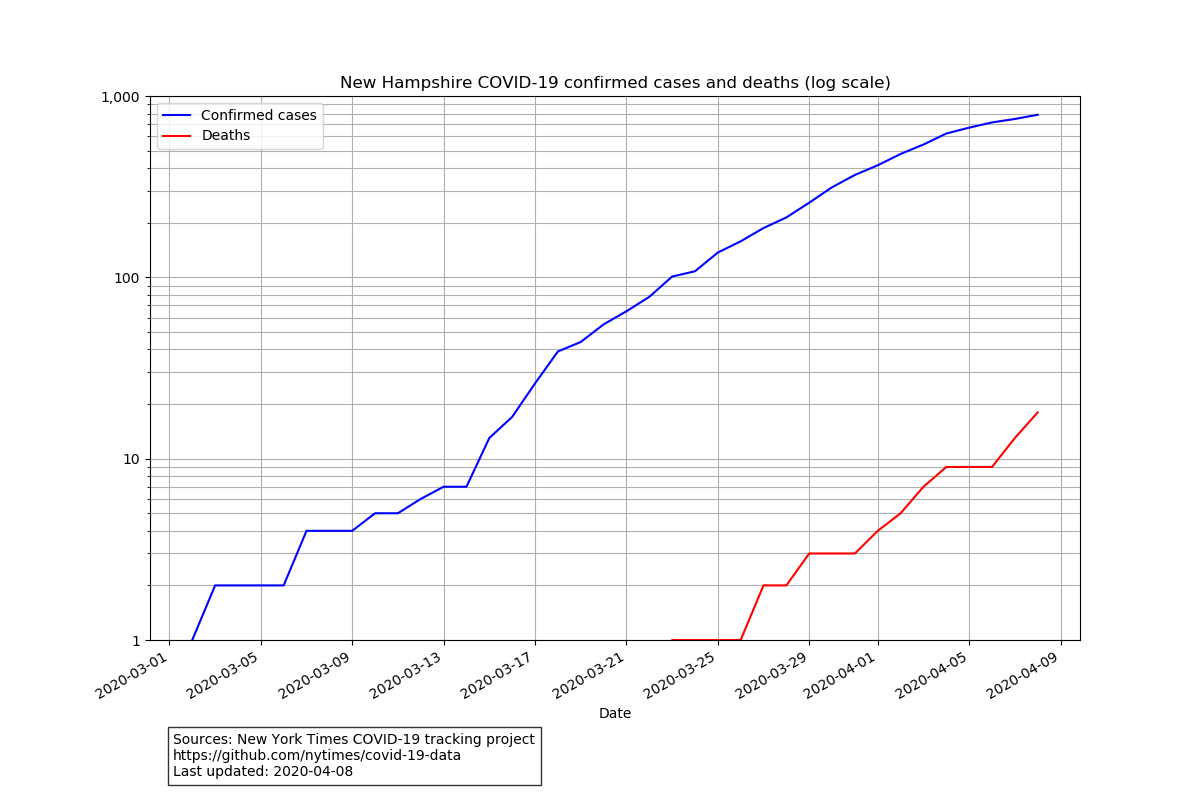 New Hampshire COVID-19 confirmed cases and deaths (log scale)
1,000
Confirmed cases
Deaths
100
10
1
2020-03-01
2020-03-05
2020-03-09
2020-03-13
2020-03-17
2020-03-21
2020-03-25
2020-03-29
2020-04-01
2020-04-05
2020-04-09
Date
Sources: New York Times COVID-19 tracking project
https://github.com/nytimes/covid-19-data
Last updated: 2020-04-08